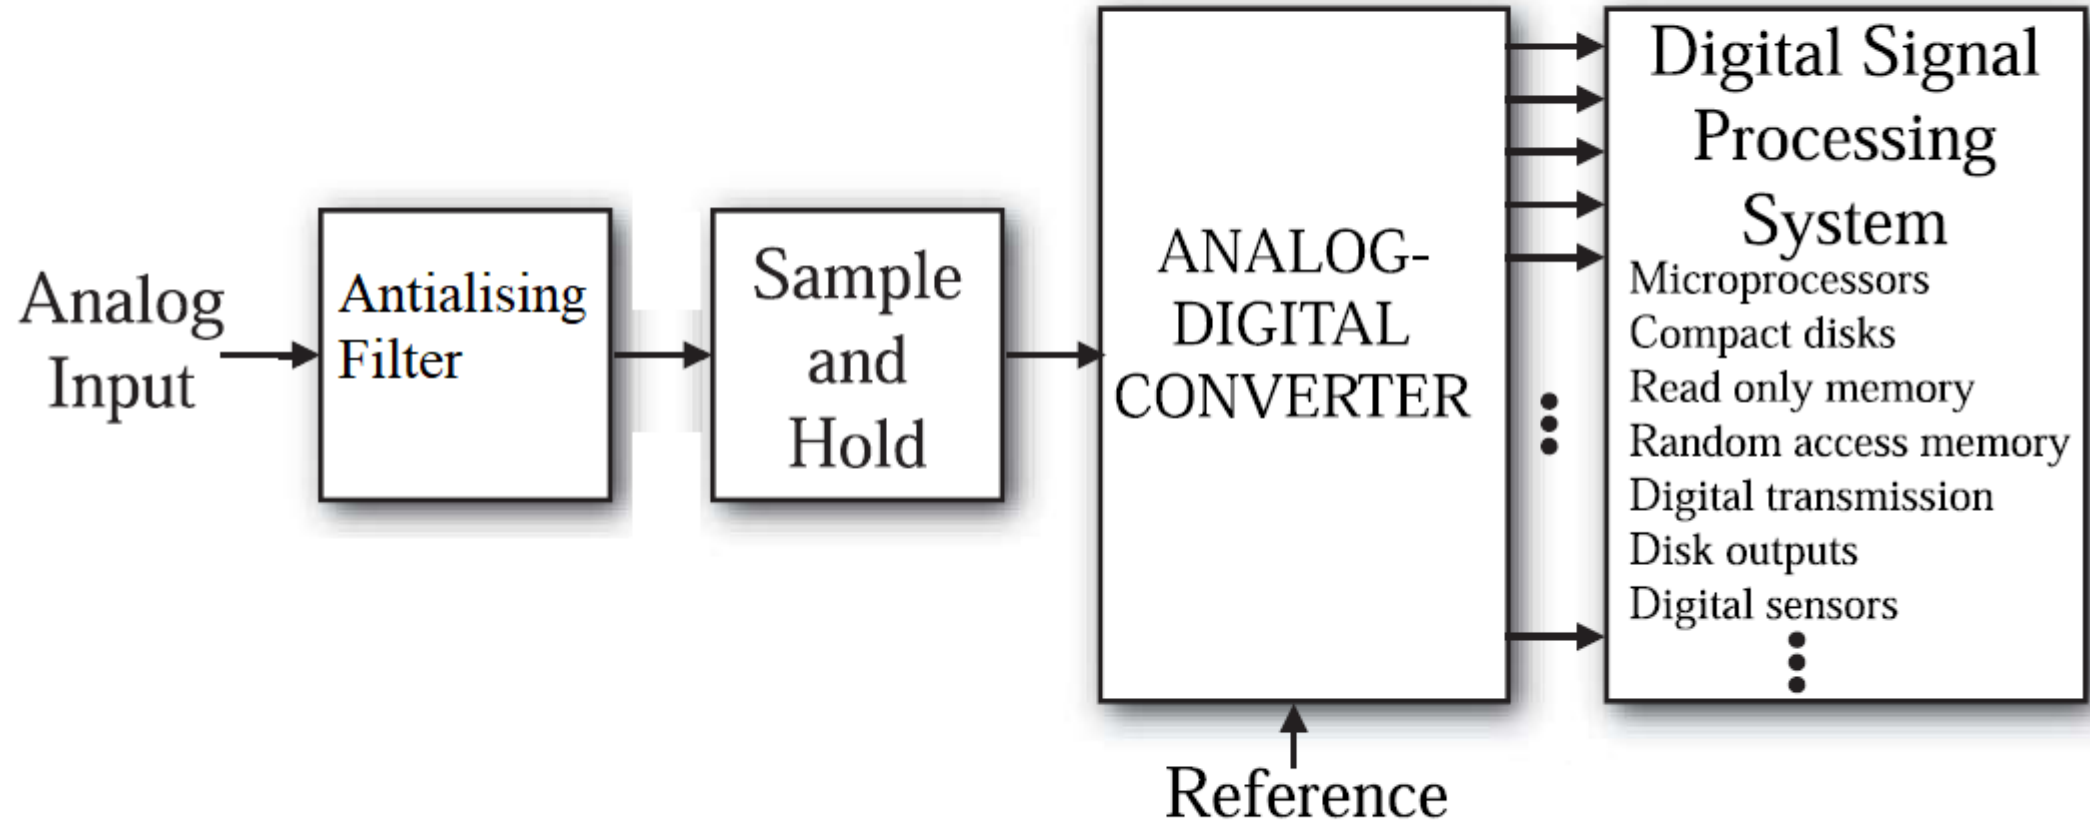 Analog
Input
Antialising
Filter
Sample
and
Hold
ANALOG-
DIGITAL
CONVERTER
Reference
Digital Signal
Processing
System
Microprocessors
Compact disks
Read only memory
Random access memory
Digital transmission
Disk outputs
Digital sensors